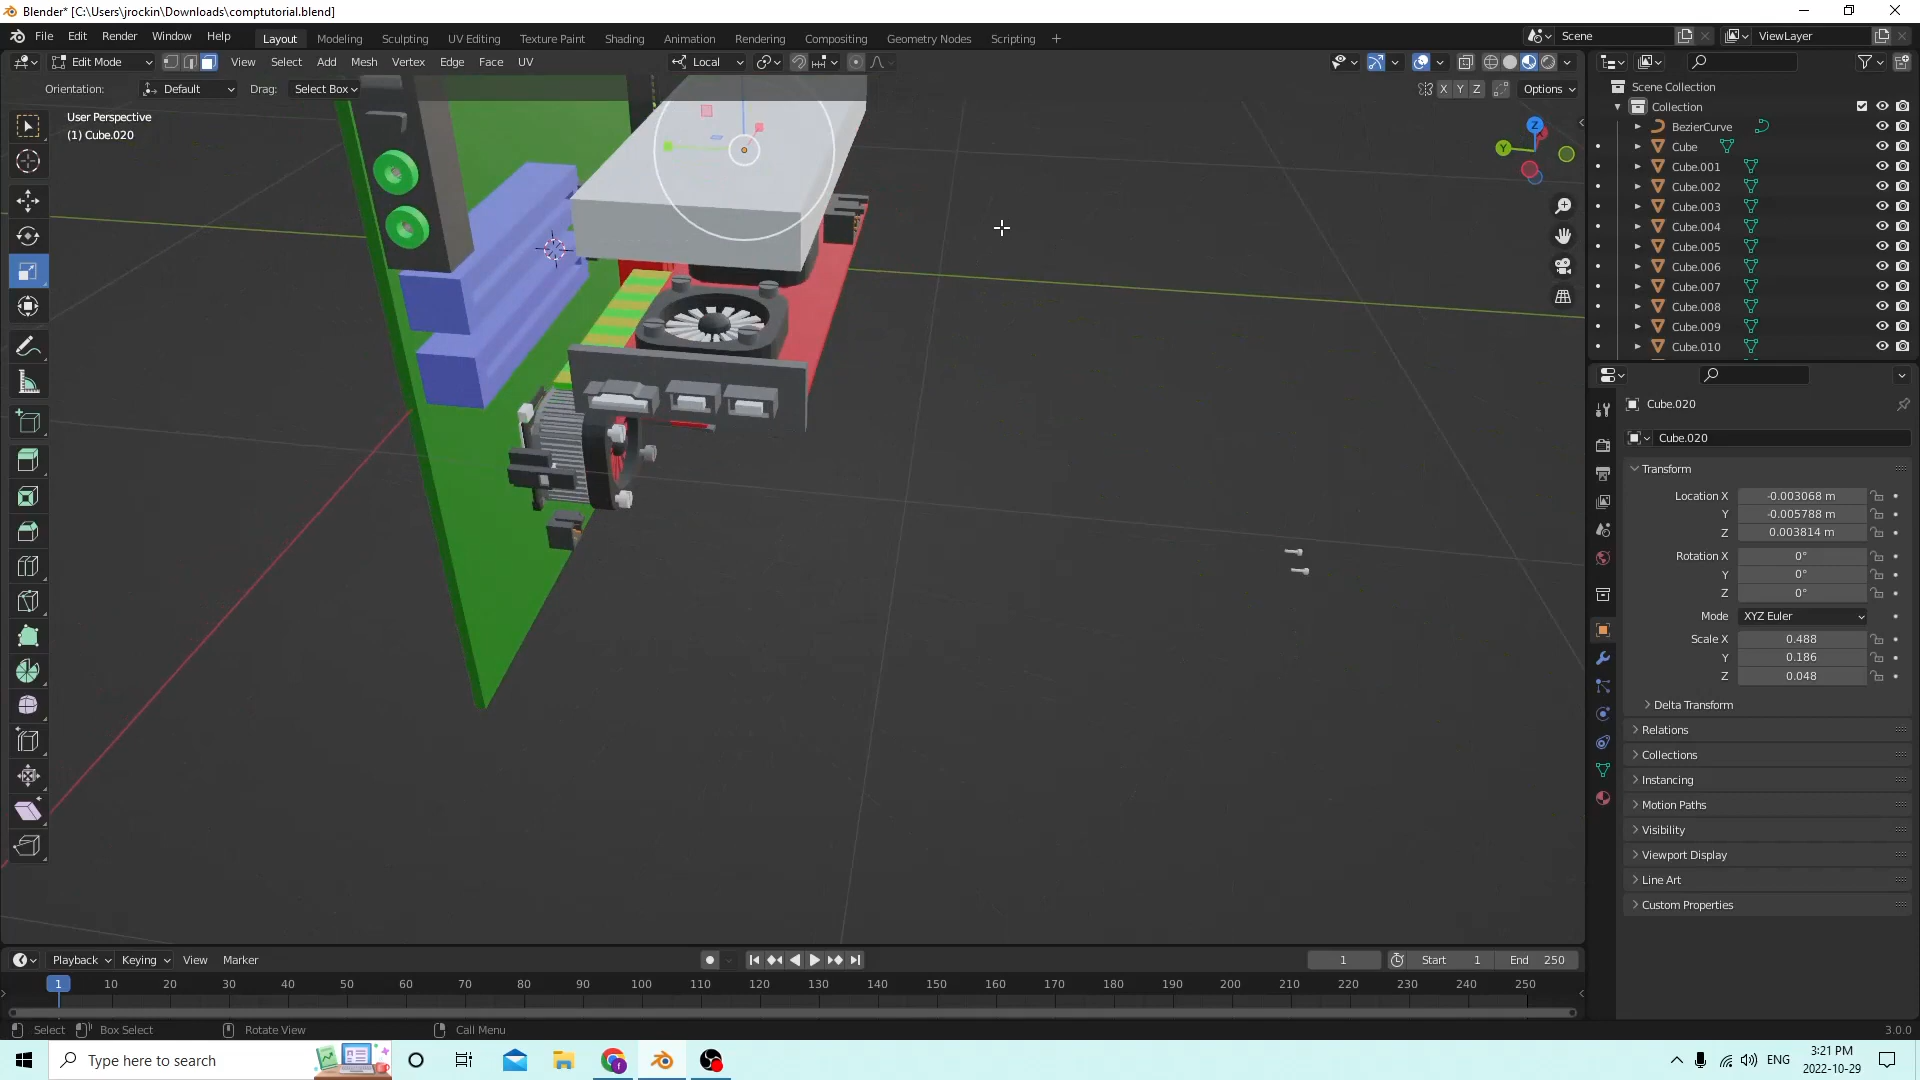 Blender* [C:\Users\jrockin\Downloads\comptutorial.blend]
File Edit Render Window Help Layout Modeling Sculpting UV Editing Texture Paint Shading Animation Rendering Compositing Geometry Nodes Scripting + Scene ViewLayer
Edit Mode View Select Add Mesh Vertex Edge Face UV Local
Orientation: Default Drag: Select Box X Y Z Options
User Perspective
(1) Cube.020
Z
Y
Scene Collection
Collection
BezierCurve
Cube
Cube.001
Cube.002
Cube.003
Cube.004
Cube.005
Cube.006
Cube.007
Cube.008
Cube.009
Cube.010
Cube.020
Cube.020
Transform
Location X -0.003068 m
Y -0.005788 m
Z 0.003814 m
Rotation X 0°
Y 0°
Z 0°
Mode XYZ Euler
Scale X 0.488
Y 0.186
Z 0.048
Delta Transform
Relations
Collections
Instancing
Motion Paths
Visibility
Viewport Display
Line Art
Custom Properties
Playback Keying View Marker 1 Start 1 End 250
1 10 20 30 40 50 60 70 80 90 100 110 120 130 140 150 160 170 180 190 200 210 220 230 240 250
Select Box Select Rotate View Call Menu 3.0.0
Type here to search ENG 3:21 PM
2022-10-29